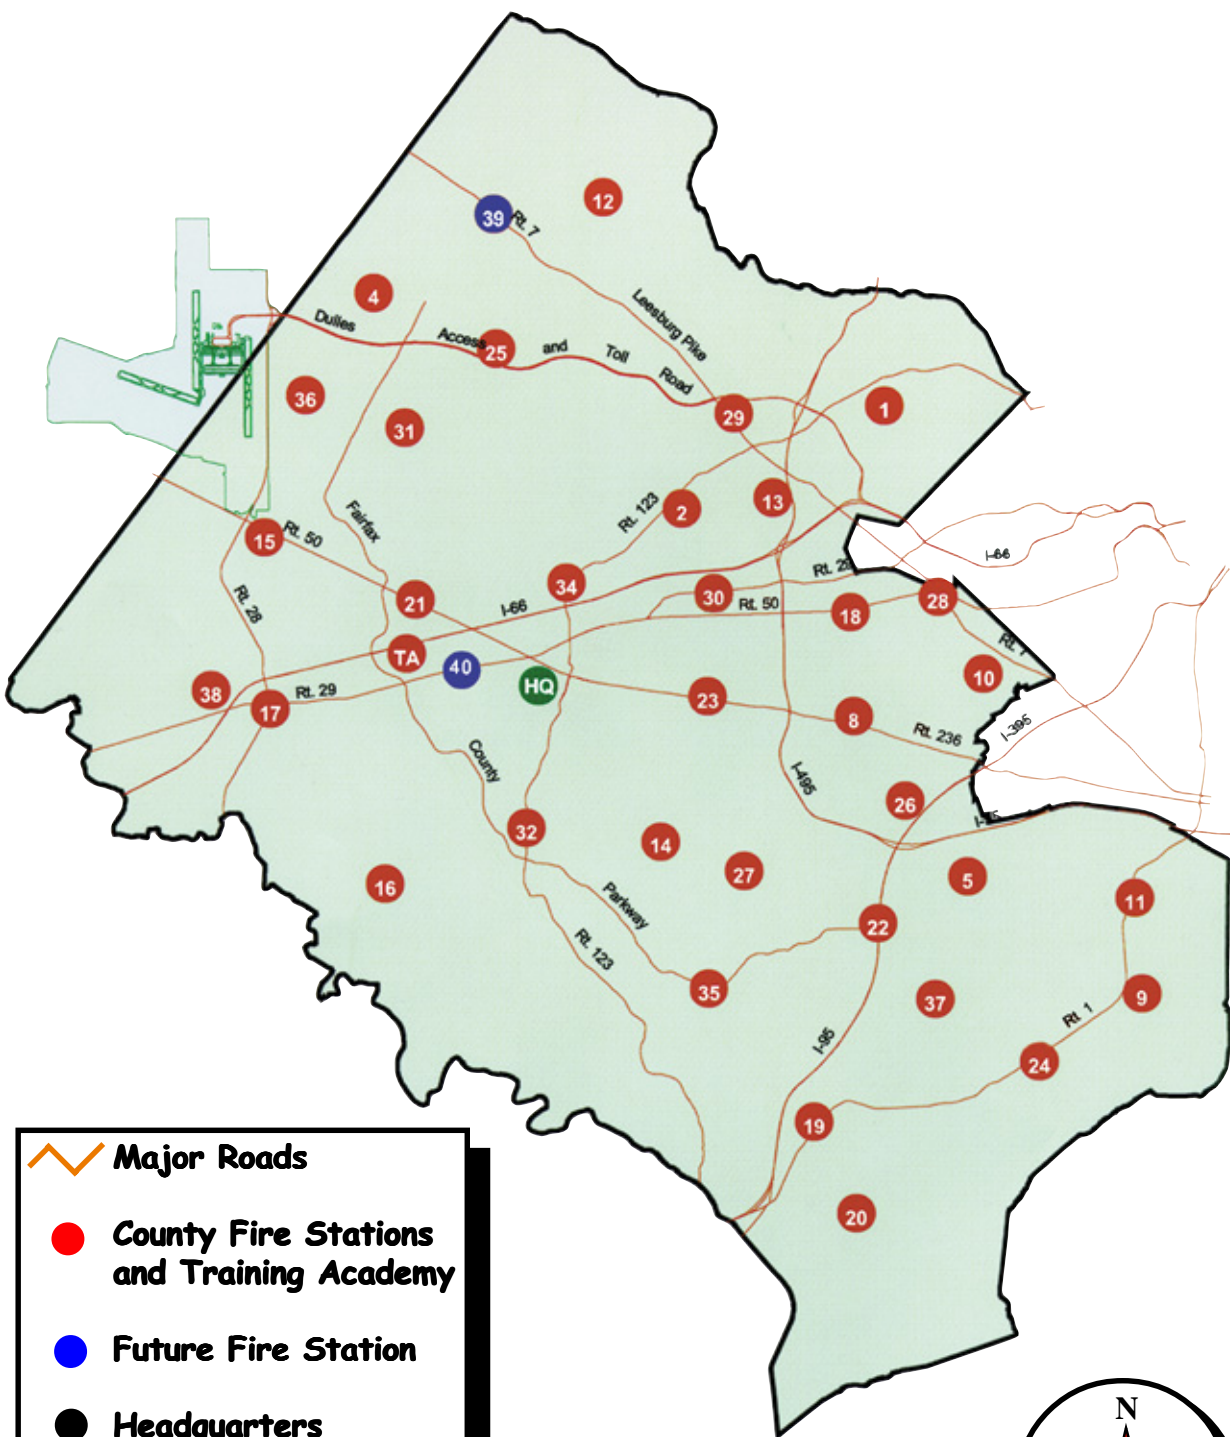 12
39
Rt. 7
4
Dulles
Access
25
and
Toll
Road
Leesburg Pike
36
31
29
1
Fairfax
Rt. 123
2
13
15
Rt. 50
I-66
Rt. 28
21
I-66
34
30
Rt. 50
Rt. 29
18
28
Rt. 7
TA
40
HQ
38
17
Rt. 29
23
8
10
Rt. 236
I-395
County
I-495
26
32
14
27
I-95
5
16
Parkway
Rt. 123
22
11
35
37
9
Rt. 1
I-95
24
19
20
Major Roads
County Fire Stations
and Training Academy
Future Fire Station
Headquarters
N